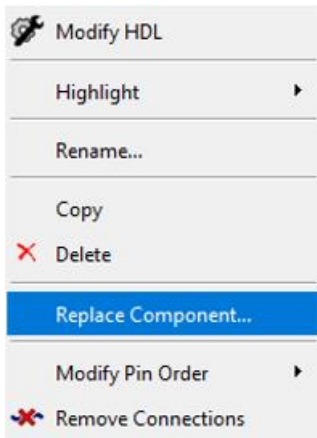 Modify HDL
Highlight
Rename...
Copy
Delete
Replace Component...
Modify Pin Order
Remove Connections